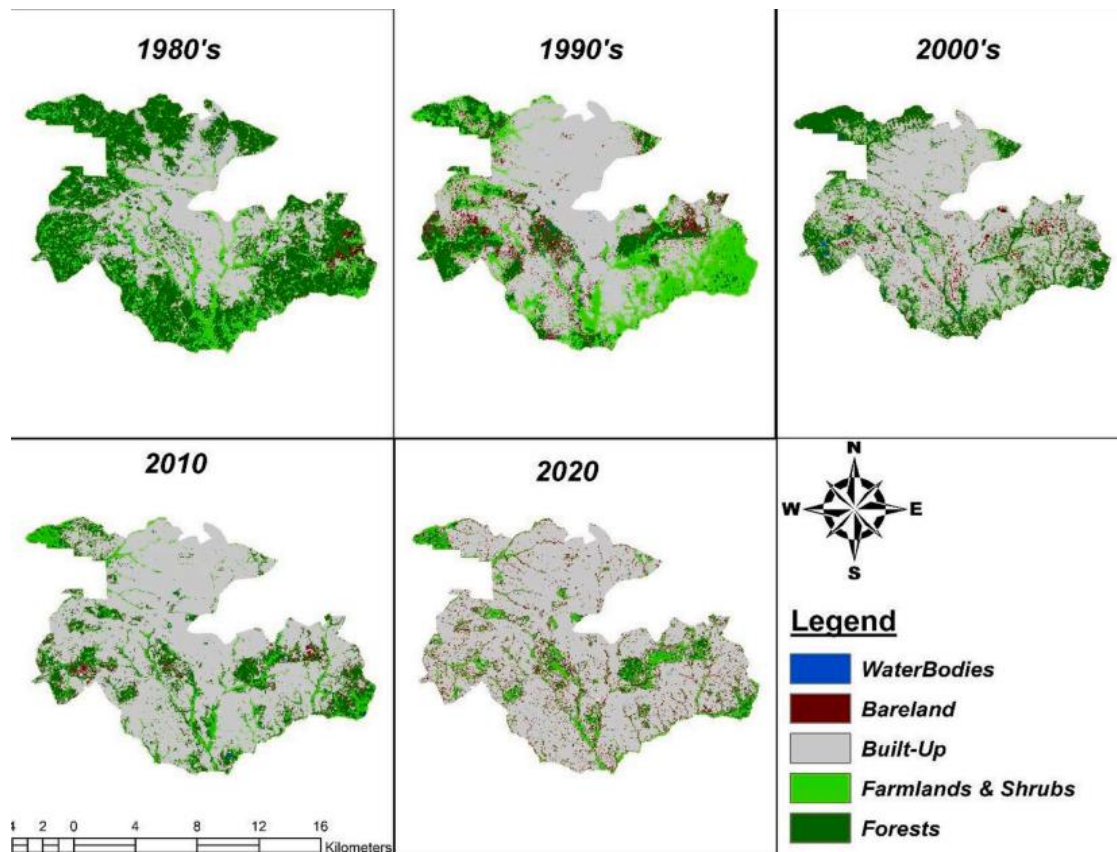 1980's
1990's
2000's
2010
2020
N
W E
S
Legend
WaterBodies
Bareland
Built-Up
Farmlands & Shrubs
Forests
4 2 0 4 8 12 16
Kilometers